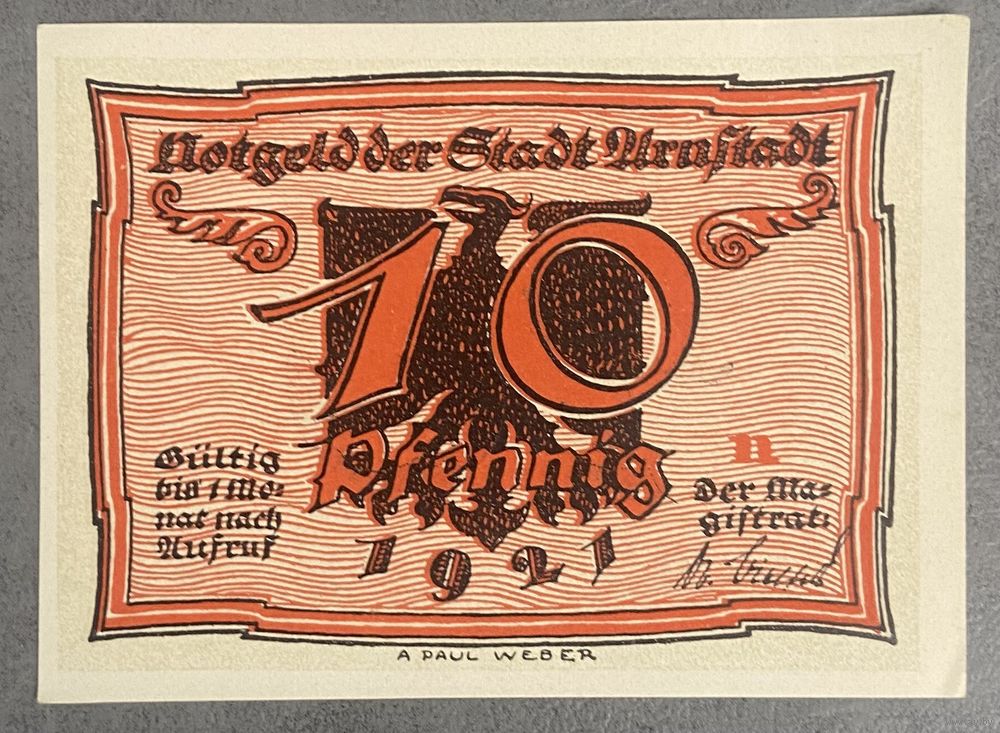 Notgeld der Stadt Arnstadt
10
Pfennig
1921
Gültig
bis 1 Mo=
nat nach
Aufruf
n
Der Ma=
gistrat:
A PAUL WEBER